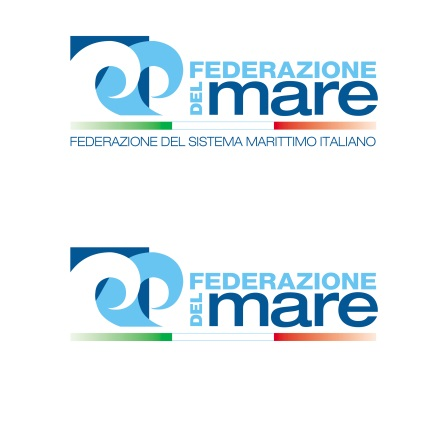 FEDERAZIONE
DEL mare
FEDERAZIONE DEL SISTEMA MARITTIMO ITALIANO
FEDERAZIONE
DEL mare